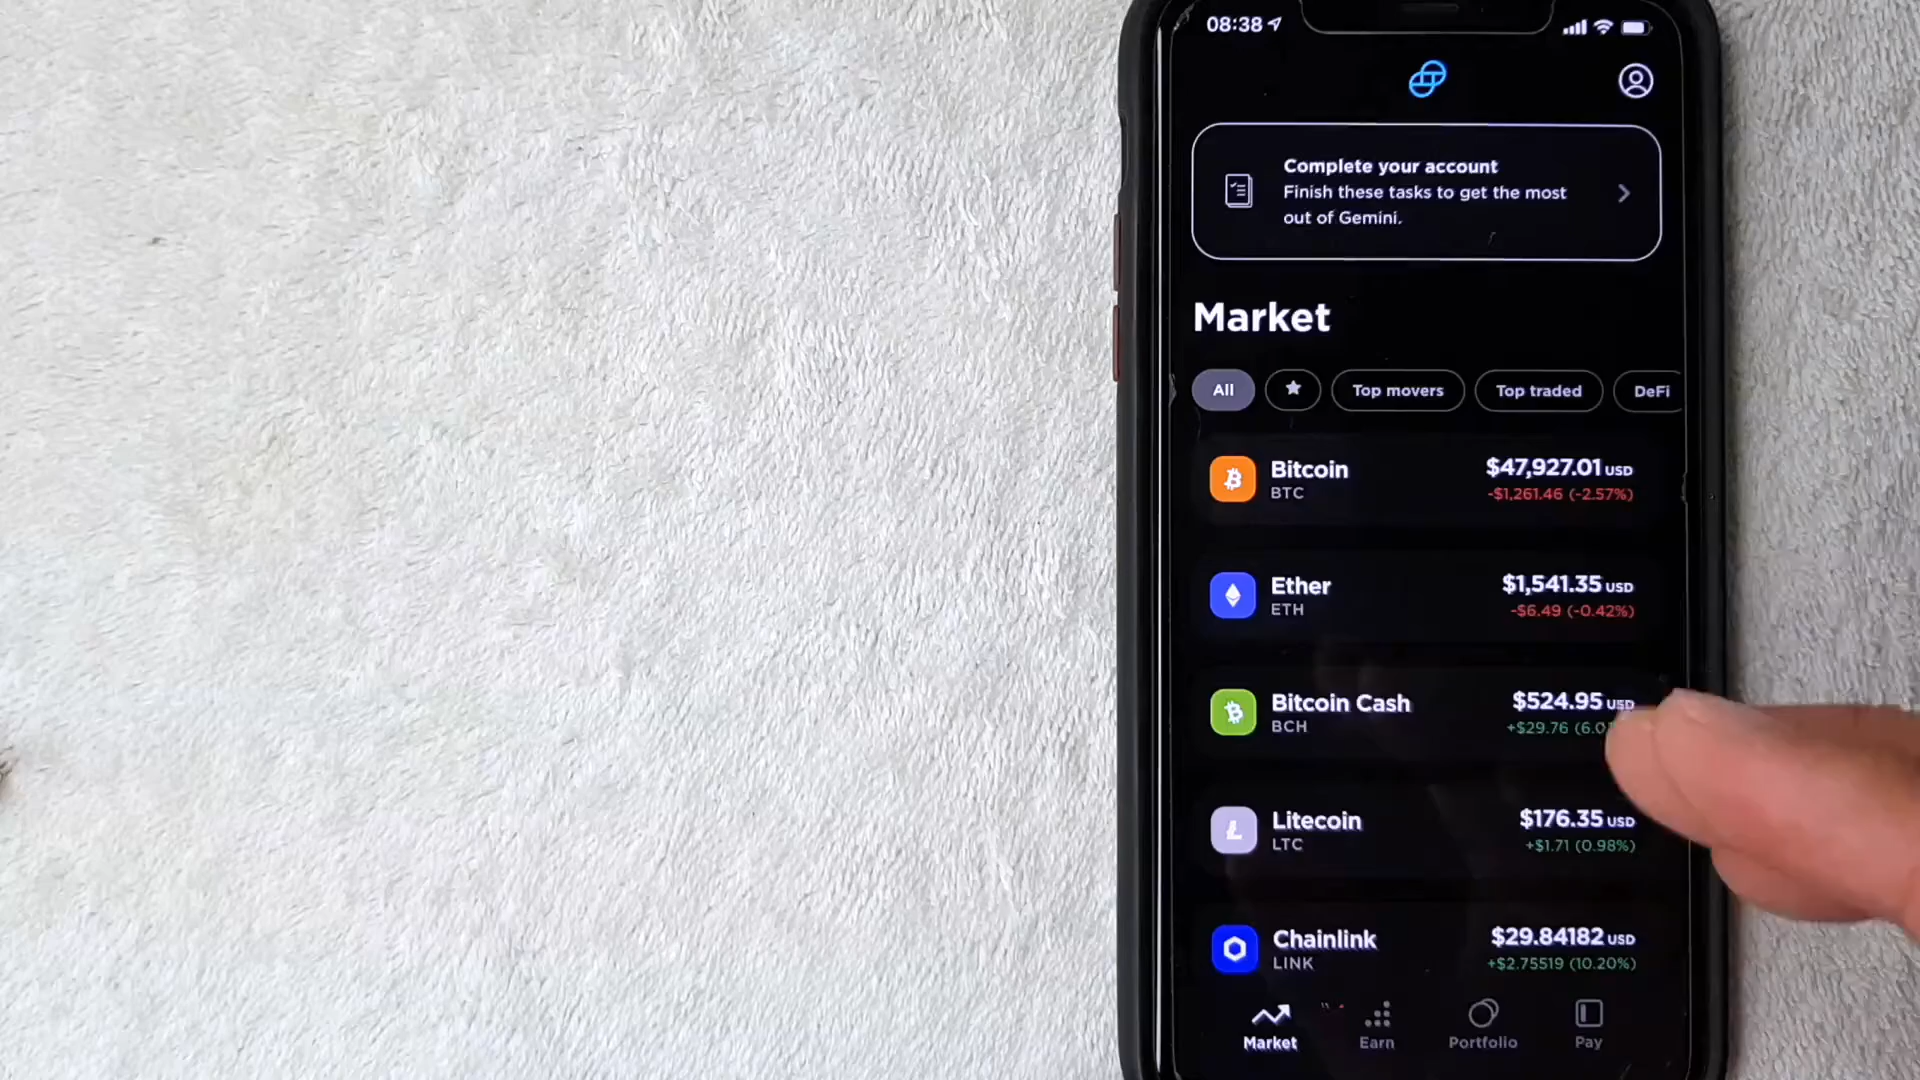 08:38
Complete your account
Finish these tasks to get the most
out of Gemini.
Market
All
Top movers
Top traded
DeFi
Bitcoin
$47,927.01 USD
BTC
-$1,261.46 (-2.57%)
Ether
$1,541.35 USD
ETH
-$6.49 (-0.42%)
Bitcoin Cash
$524.95 USD
BCH
+$29.76 (6.0
Litecoin
$176.35 USD
LTC
+$1.71 (0.98%)
Chainlink
$29.84182 USD
LINK
+$2.75519 (10.20%)
Market
Earn
Portfolio
Pay